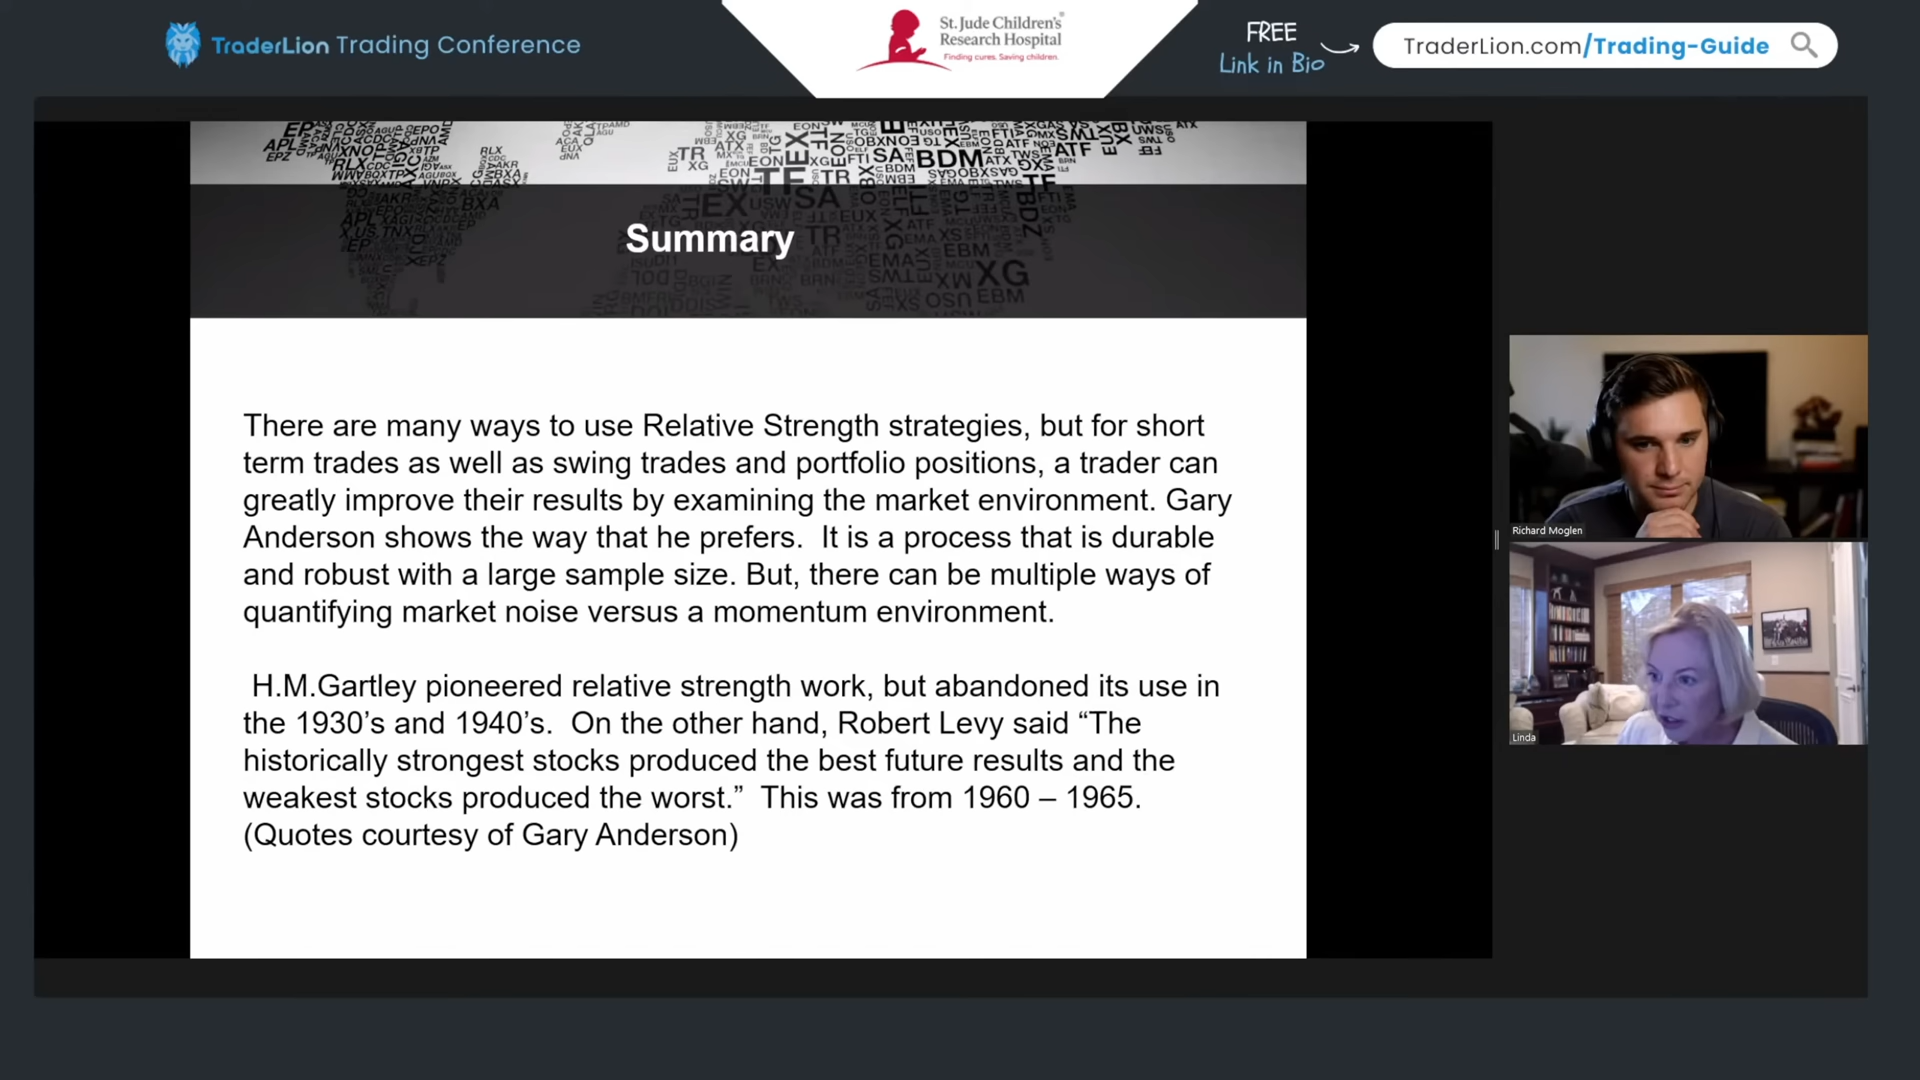 TraderLion Trading Conference
St. Jude Children's
Research Hospital
Finding cures. Saving children.
FREE
Link in Bio
TraderLion.com/Trading-Guide
Summary
There are many ways to use Relative Strength strategies, but for short
term trades as well as swing trades and portfolio positions, a trader can
greatly improve their results by examining the market environment. Gary
Anderson shows the way that he prefers.  It is a process that is durable
and robust with a large sample size. But, there can be multiple ways of
quantifying market noise versus a momentum environment.
H.M.Gartley pioneered relative strength work, but abandoned its use in
the 1930’s and 1940’s.  On the other hand, Robert Levy said “The
historically strongest stocks produced the best future results and the
weakest stocks produced the worst.”  This was from 1960 – 1965.
(Quotes courtesy of Gary Anderson)
Richard Moglen
Linda